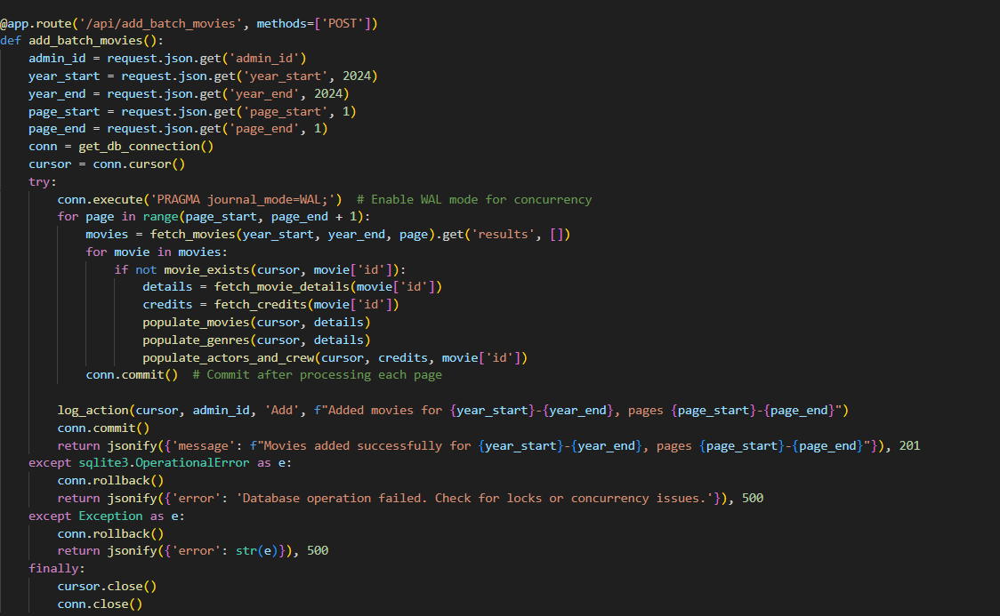 @app.route('/api/add_batch_movies', methods=['POST'])
def add_batch_movies():
    admin_id = request.json.get('admin_id')
    year_start = request.json.get('year_start', 2024)
    year_end = request.json.get('year_end', 2024)
    page_start = request.json.get('page_start', 1)
    page_end = request.json.get('page_end', 1)
    conn = get_db_connection()
    cursor = conn.cursor()
    try:
        conn.execute('PRAGMA journal_mode=WAL;')  # Enable WAL mode for concurrency
        for page in range(page_start, page_end + 1):
            movies = fetch_movies(year_start, year_end, page).get('results', [])
            for movie in movies:
                if not movie_exists(cursor, movie['id']):
                    details = fetch_movie_details(movie['id'])
                    credits = fetch_credits(movie['id'])
                    populate_movies(cursor, details)
                    populate_genres(cursor, details)
                    populate_actors_and_crew(cursor, credits, movie['id'])
            conn.commit()  # Commit after processing each page

        log_action(cursor, admin_id, 'Add', f"Added movies for {year_start}-{year_end}, pages {page_start}-{page_end}")
        conn.commit()
        return jsonify({'message': f"Movies added successfully for {year_start}-{year_end}, pages {page_start}-{page_end}"}), 201
    except sqlite3.OperationalError as e:
        conn.rollback()
        return jsonify({'error': 'Database operation failed. Check for locks or concurrency issues.'}), 500
    except Exception as e:
        conn.rollback()
        return jsonify({'error': str(e)}), 500
    finally:
        cursor.close()
        conn.close()